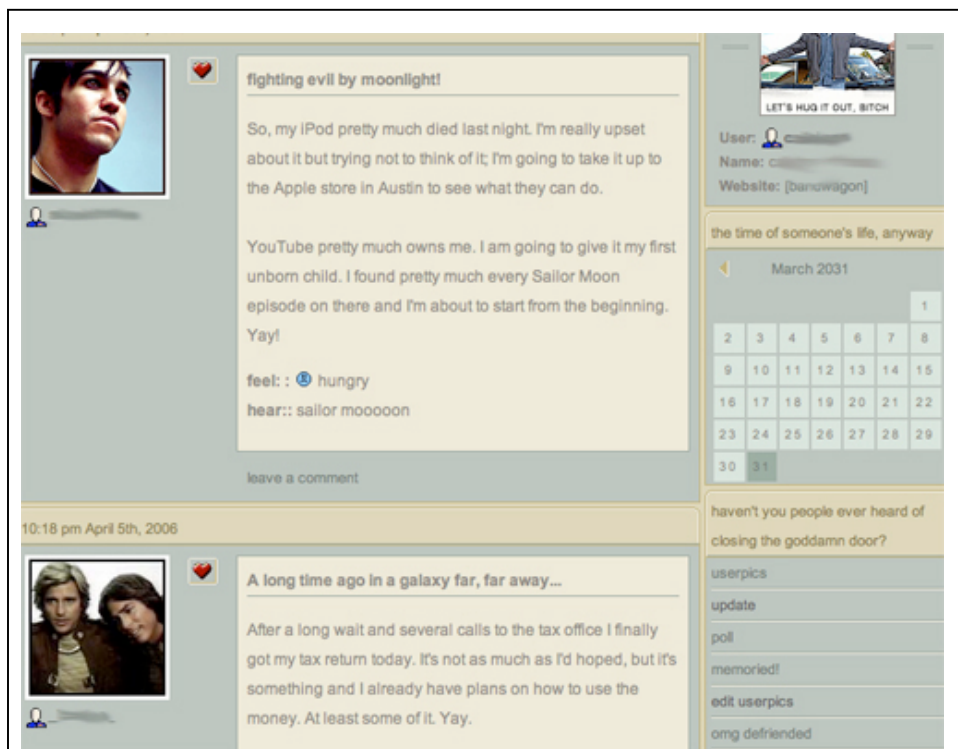 fighting evil by moonlight!
So, my iPod pretty much died last night. I'm really upset
about it but trying not to think of it; I'm going to take it up to
the Apple store in Austin to see what they can do.
YouTube pretty much owns me. I am going to give it my first
unborn child. I found pretty much every Sailor Moon
episode on there and I'm about to start from the beginning.
Yay!
feel: : hungry
hear:: sailor mooooon
leave a comment
10:18 pm April 5th, 2006
A long time ago in a galaxy far, far away...
After a long wait and several calls to the tax office I finally
got my tax return today. It's not as much as I'd hoped, but it's
something and I already have plans on how to use the
money. At least some of it. Yay.
LET'S HUG IT OUT, BITCH
User:
Name:
Website: [bandwagon]
the time of someone's life, anyway
March 2031
1
2 3 4 5 6 7 8
9 10 11 12 13 14 15
16 17 18 19 20 21 22
23 24 25 26 27 28 29
30 31
haven't you people ever heard of
closing the goddamn door?
userpics
update
poll
memoried!
edit userpics
omg defriended